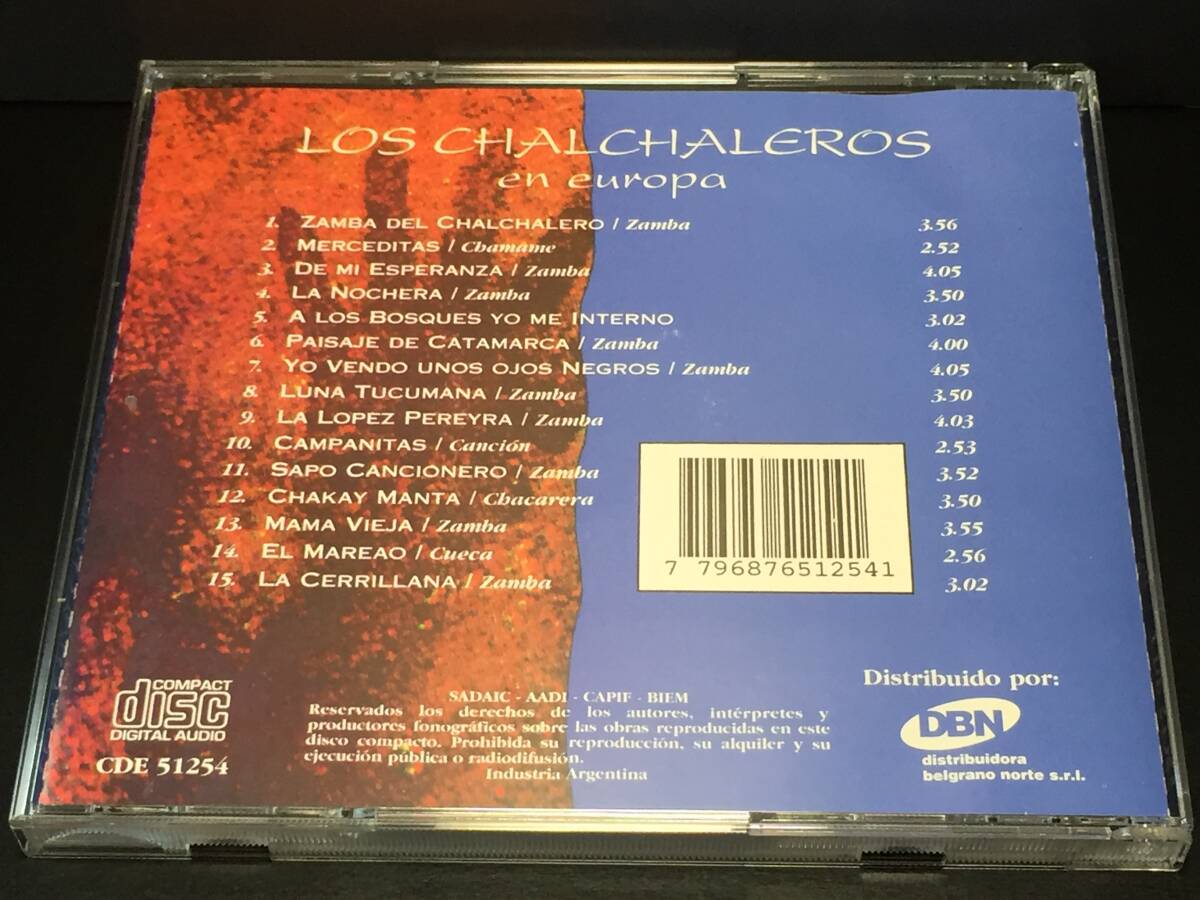 LOS CHALCHALEROS
en europa
1. ZAMBA DEL CHALCHALERO / Zamba 3.56
2. MERCEDITAS / Chamame 2.52
3. DE MI ESPERANZA / Zamba 4.05
4. LA NOCHERA / Zamba 3.50
5. A LOS BOSQUES YO ME INTERNO 3.02
6. PAISAJE DE CATAMARCA / Zamba 4.00
7. YO VENDO UNOS OJOS NEGROS / Zamba 4.05
8. LUNA TUCUMANA / Zamba 3.50
9. LA LOPEZ PEREYRA / Zamba 4.03
10. CAMPANITAS / Canción 2.53
11. SAPO CANCIONERO / Zamba 3.52
12. CHAKAY MANTA / Chacarera 3.50
13. MAMA VIEJA / Zamba 3.55
14. EL MAREAO / Cueca 2.56
15. LA CERRILLANA / Zamba 3.02
7 796876512541
COMPACT
disc
DIGITAL AUDIO
CDE 51254
SADAIC - AADI - CAPIF - BIEM
Reservados los derechos de los autores, intérpretes y
productores fonográficos sobre las obras reproducidas en este
disco compacto. Prohibida su reproducción, su alquiler y su
ejecución pública o radiodifusión.
Industria Argentina
Distribuido por:
DBN
distribuidora
belgrano norte s.r.l.